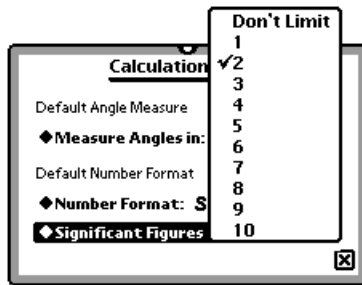 Calculation
Default Angle Measure
◆Measure Angles in:
Default Number Format
◆Number Format: S
◆Significant Figures
Don't Limit
1
✓2
3
4
5
6
7
8
9
10